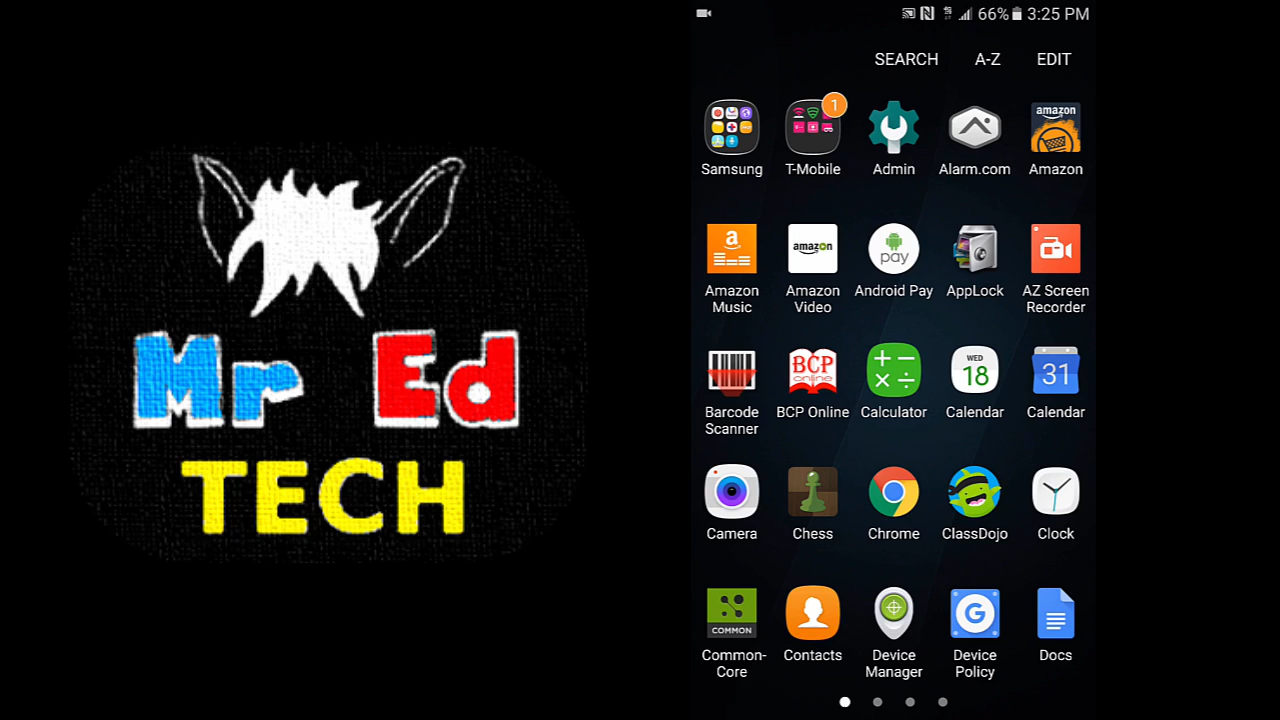 Mr Ed
TECH
66% 3:25 PM
SEARCH A-Z EDIT
1
amazon
Samsung T-Mobile Admin Alarm.com Amazon
a
amazon
pay
Amazon Music
Amazon Video
Android Pay
AppLock
AZ Screen Recorder
BCP
online
WED
18
31
Barcode Scanner
BCP Online
Calculator
Calendar
Calendar
Camera Chess Chrome ClassDojo Clock
COMMON
G
Common-Core
Contacts
Device Manager
Device Policy
Docs